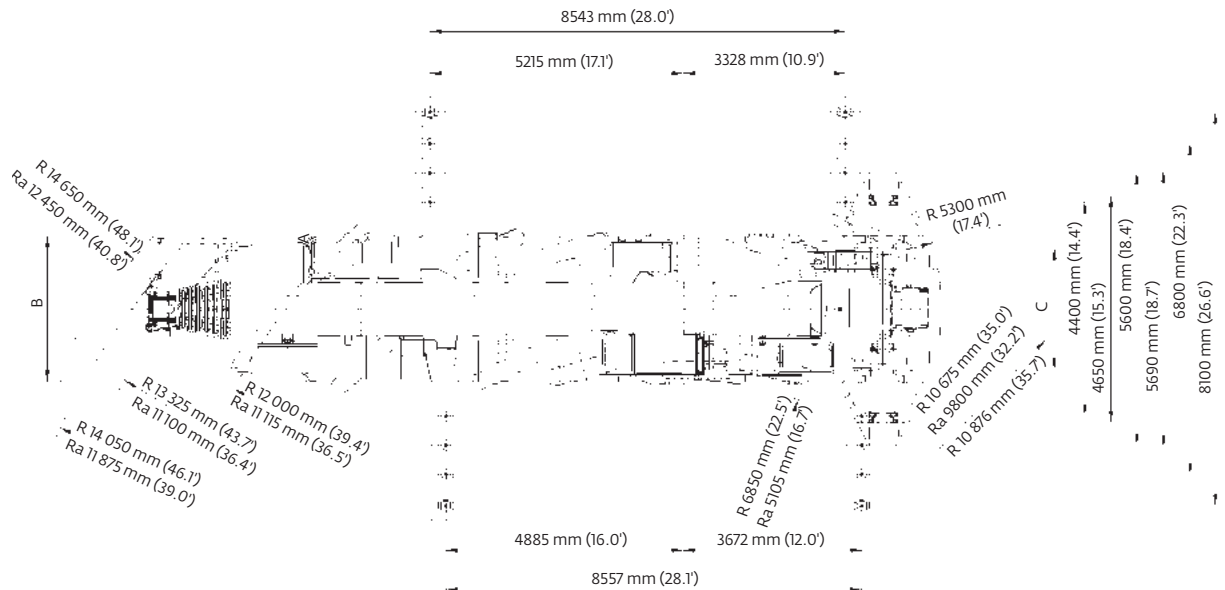 8543 mm (28.0')
5215 mm (17.1')
3328 mm (10.9')
R 14 650 mm (48.1')
Ra 12 450 mm (40.8')
R 5300 mm
(17.4')
B
C
4400 mm (14.4')
4650 mm (15.3')
5600 mm (18.4')
5690 mm (18.7')
6800 mm (22.3')
8100 mm (26.6')
R 13 325 mm (43.7')
Ra 11 100 mm (36.4')
R 12 000 mm (39.4')
Ra 11 115 mm (36.5')
R 14 050 mm (46.1')
Ra 11 875 mm (39.0')
R 6850 mm (22.5')
Ra 5105 mm (16.7')
R 10 675 mm (35.0')
Ra 9800 mm (32.2')
R 10 876 mm (35.7')
4885 mm (16.0')
3672 mm (12.0')
8557 mm (28.1')